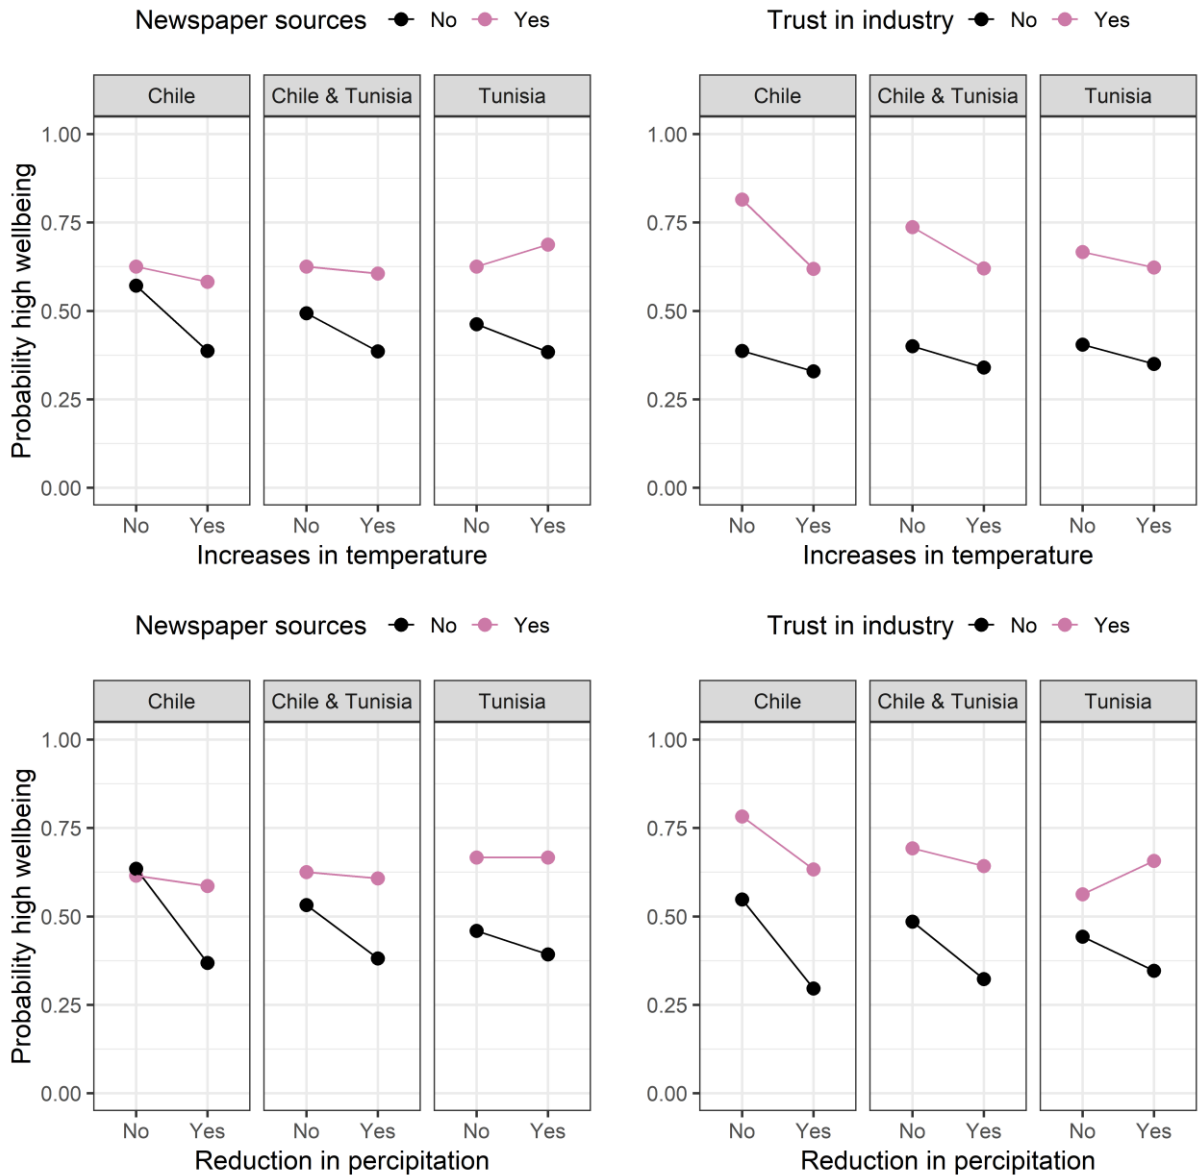 Newspaper sources No Yes
Chile Chile & Tunisia Tunisia
Probability high wellbeing
1.00
0.75
0.50
0.25
0.00
No Yes No Yes No Yes
Increases in temperature
Trust in industry No Yes
Chile Chile & Tunisia Tunisia
Probability high wellbeing
1.00
0.75
0.50
0.25
0.00
No Yes No Yes No Yes
Increases in temperature
Newspaper sources No Yes
Chile Chile & Tunisia Tunisia
Probability high wellbeing
1.00
0.75
0.50
0.25
0.00
No Yes No Yes No Yes
Reduction in percipitation
Trust in industry No Yes
Chile Chile & Tunisia Tunisia
Probability high wellbeing
1.00
0.75
0.50
0.25
0.00
No Yes No Yes No Yes
Reduction in percipitation